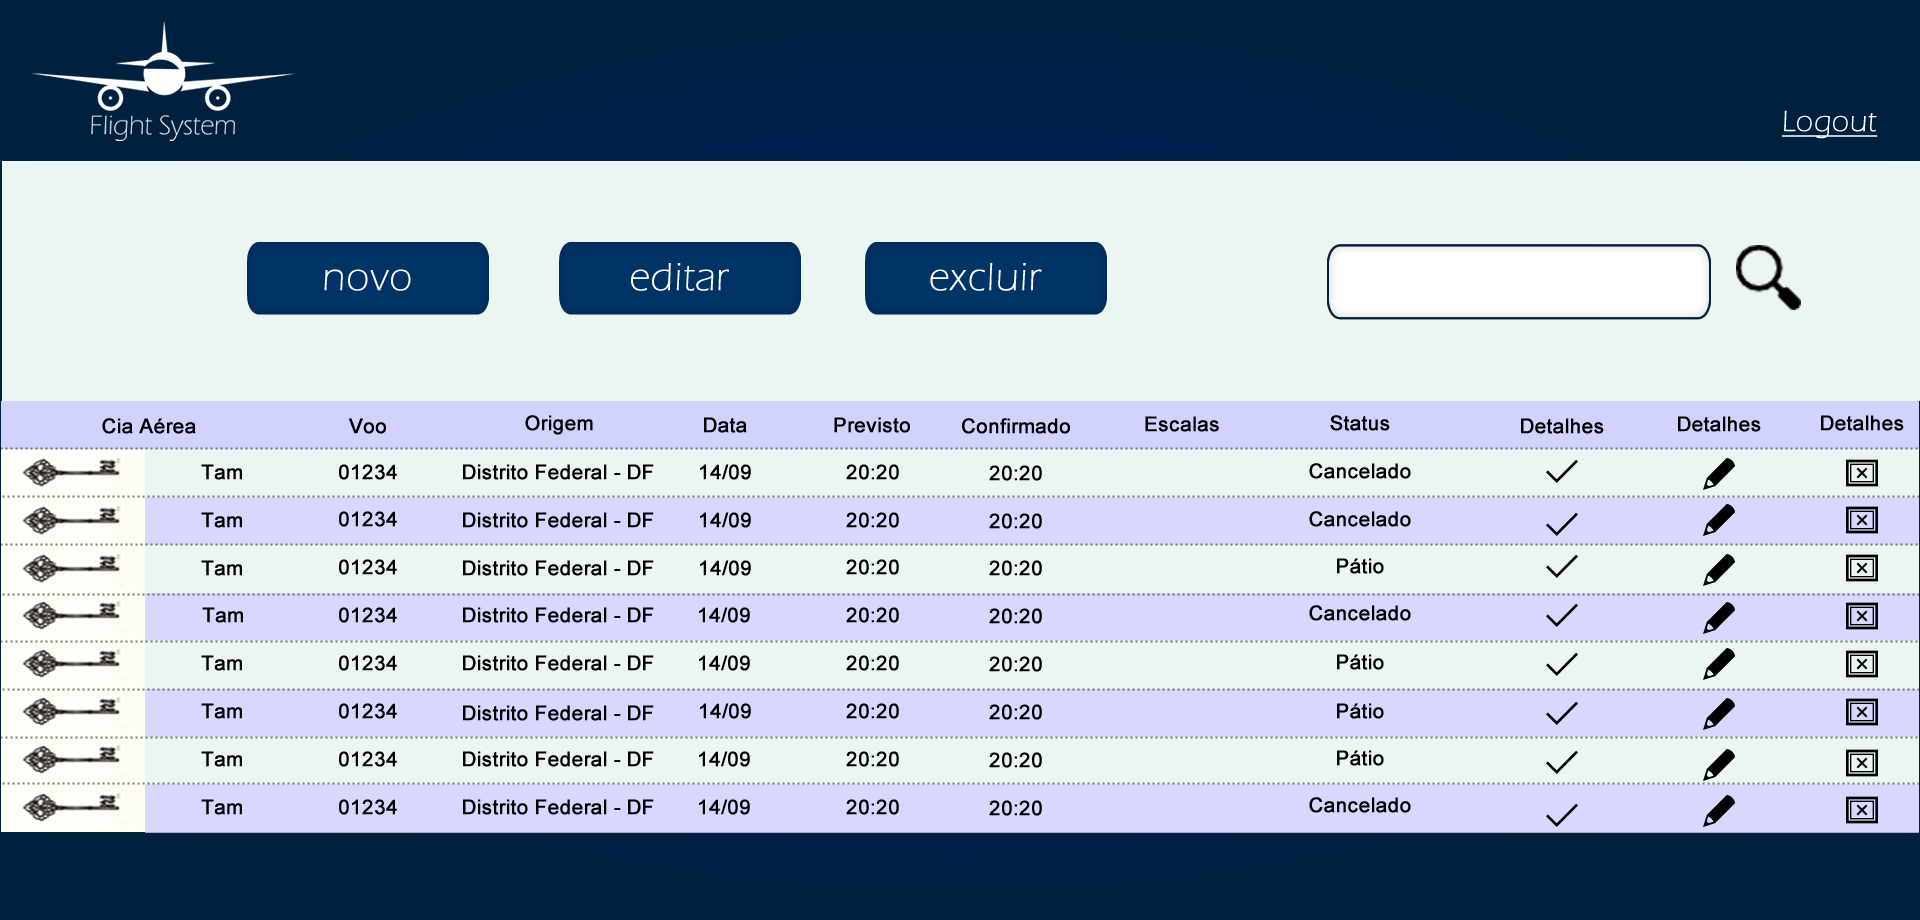 Flight System
Logout
novo editar excluir
Cia Aérea Voo Origem Data Previsto Confirmado Escalas Status Detalhes Detalhes Detalhes
Tam 01234 Distrito Federal - DF 14/09 20:20 20:20 Cancelado
Tam 01234 Distrito Federal - DF 14/09 20:20 20:20 Cancelado
Tam 01234 Distrito Federal - DF 14/09 20:20 20:20 Pátio
Tam 01234 Distrito Federal - DF 14/09 20:20 20:20 Cancelado
Tam 01234 Distrito Federal - DF 14/09 20:20 20:20 Pátio
Tam 01234 Distrito Federal - DF 14/09 20:20 20:20 Pátio
Tam 01234 Distrito Federal - DF 14/09 20:20 20:20 Pátio
Tam 01234 Distrito Federal - DF 14/09 20:20 20:20 Cancelado